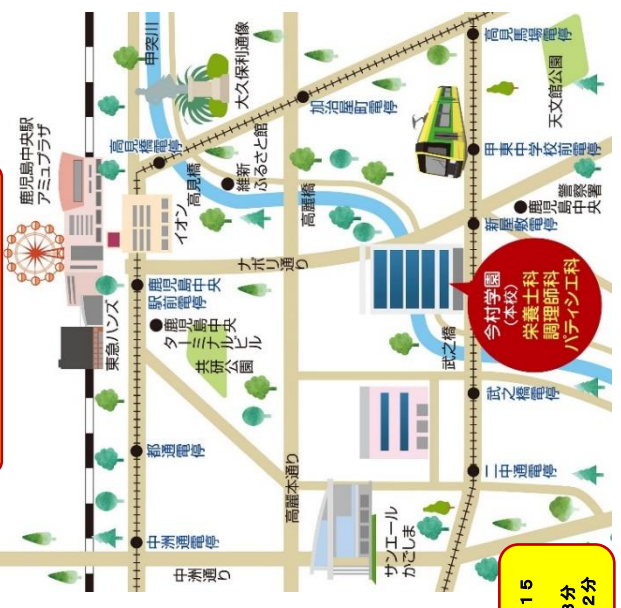 鹿児島中央駅
アミュプラザ
東急ハンズ
甲突川
大久保利通像
高見橋電停
高見橋
維新
ふるさと館
イオン
加治屋町電停
高見馬場電停
天文館公園
甲東中学校前電停
鹿児島中央
警察署
新屋敷電停
高麗橋
ナポリ通り
鹿児島中央
駅前電停
鹿児島中央
ターミナルビル
共研公園
都通電停
中洲通電停
中洲通り
高麗本通り
サンエール
かごしま
武之橋
今村学園
(本校)
栄養士科
調理師科
パティシエ科
武之橋電停
二中通電停
15
2分